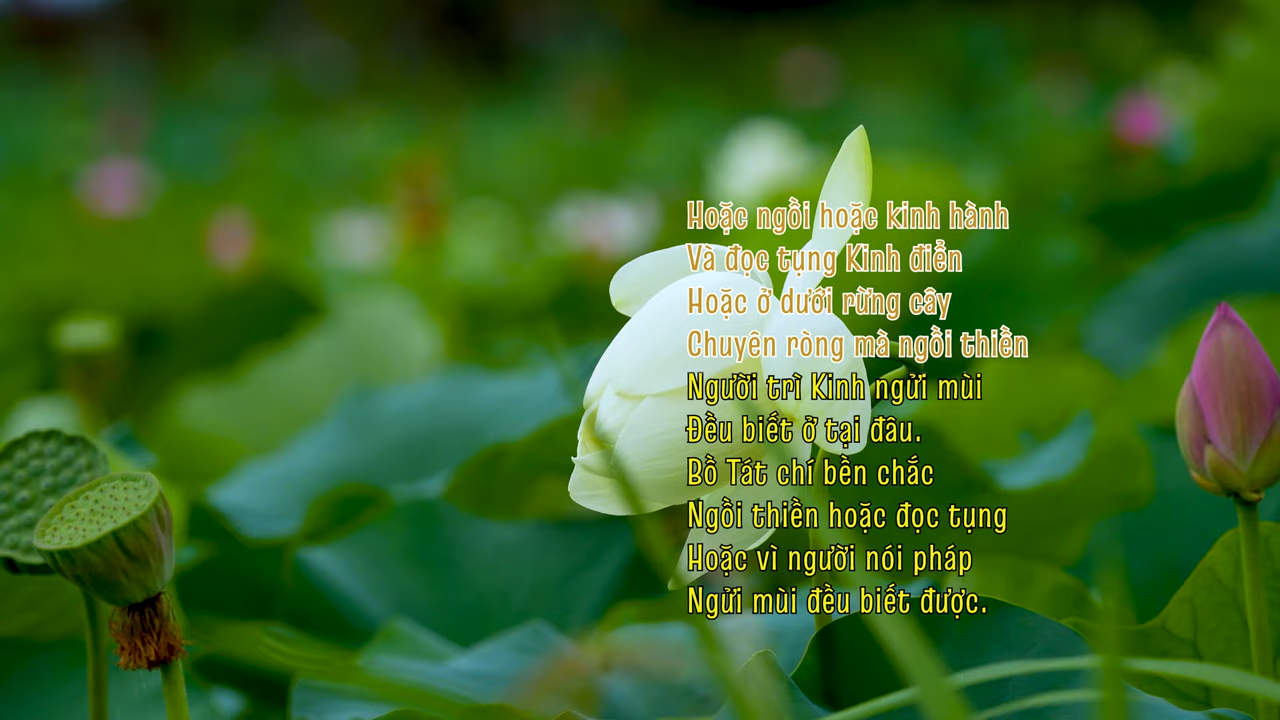 Hoặc ngồi hoặc kinh hành
Và đọc tụng Kinh điển
Hoặc ở dưới rừng cây
Chuyên ròng mà ngồi thiền
Người trì Kinh ngửi mùi
Đều biết ở tại đâu.
Bồ Tát chí bền chắc
Ngồi thiền hoặc đọc tụng
Hoặc vì người nói pháp
Ngửi mùi đều biết được.